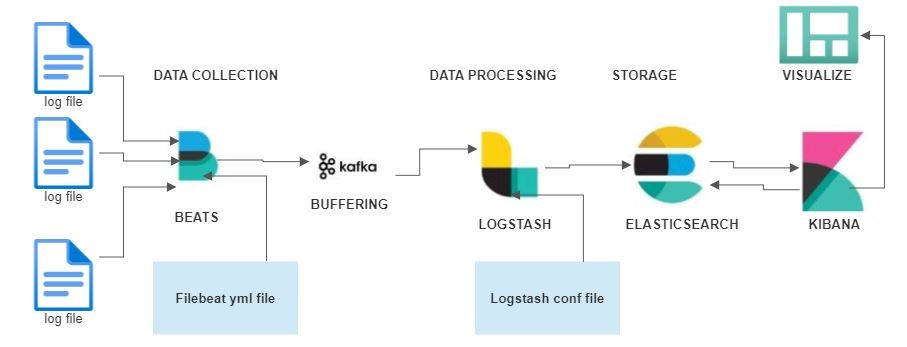 VISUALIZE
DATA COLLECTION
DATA PROCESSING
STORAGE
log file
kafka
log file
BUFFERING
BEATS
LOGSTASH
ELASTICSEARCH
KIBANA
Filebeat yml file
Logstash conf file
log file